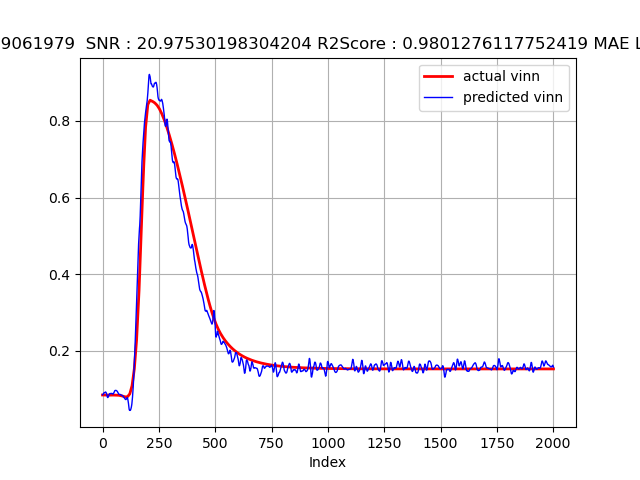 9061979 SNR : 20.97530198304204 R2Score : 0.9801276117752419 MAE L
actual vinn
predicted vinn
0.8
0.6
0.4
0.2
0 250 500 750 1000 1250 1500 1750 2000
Index